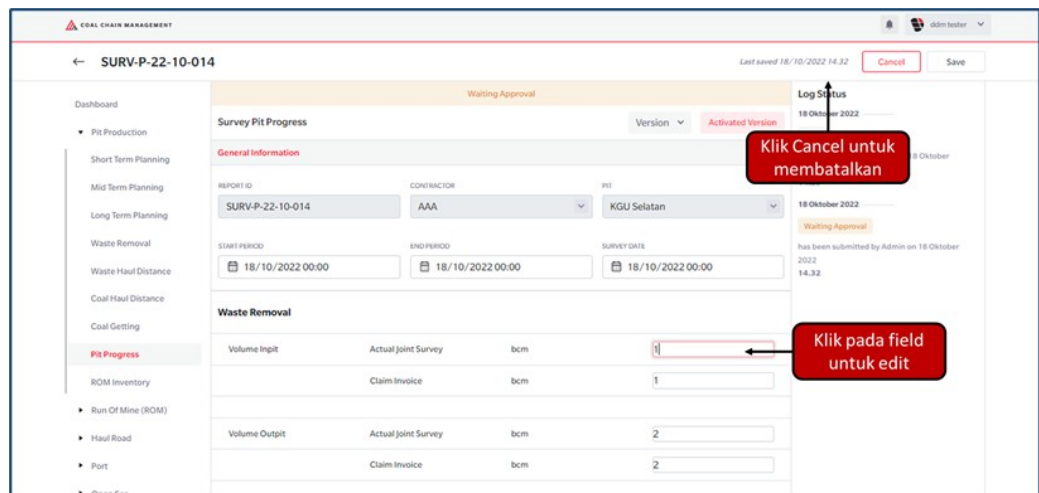 COAL CHAIN MANAGEMENT
ddm tester
SURV-P-22-10-014
Last saved 18/10/2022 14.32
Cancel
Save
Dashboard
Pit Production
Short Term Planning
Mid Term Planning
Long Term Planning
Waste Removal
Waste Haul Distance
Coal Haul Distance
Coal Getting
Pit Progress
ROM Inventory
Run Of Mine (ROM)
Haul Road
Port
Waiting Approval
Survey Pit Progress
Version
Activated Version
General Information
REPORT ID
CONTRACTOR
PIT
SURV-P-22-10-014
AAA
KGU Selatan
START PERIOD
END PERIOD
SURVEY DATE
18/10/2022 00:00
18/10/2022 00:00
18/10/2022 00:00
Waste Removal
Volume Inpit
Actual Joint Survey
bcm
1
Claim Invoice
bcm
1
Volume Outpit
Actual Joint Survey
bcm
2
Claim Invoice
bcm
2
Log Status
18 Oktober 2022
Klik Cancel untuk
membatalkan
8 Oktober
18 Oktober 2022
Waiting Approval
has been submitted by Admin on 18 Oktober
2022
14.32
Klik pada field
untuk edit